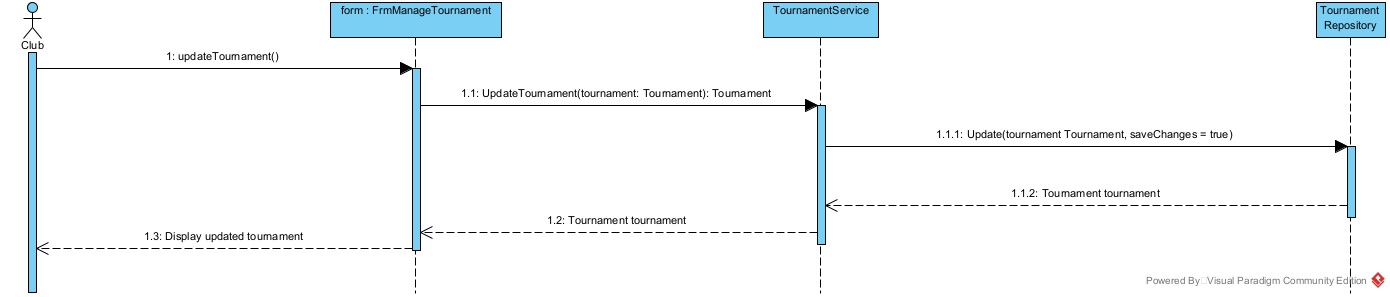 form : FrmManageTournament
TournamentService
Tournament
Repository
Club
1: updateTournament()
1.1: UpdateTournament(tournament: Tournament): Tournament
1.1.1: Update(tournament Tournament, saveChanges = true)
1.1.2: Tournament tournament
1.2: Tournament tournament
1.3: Display updated tournament
Powered By Visual Paradigm Community Edition